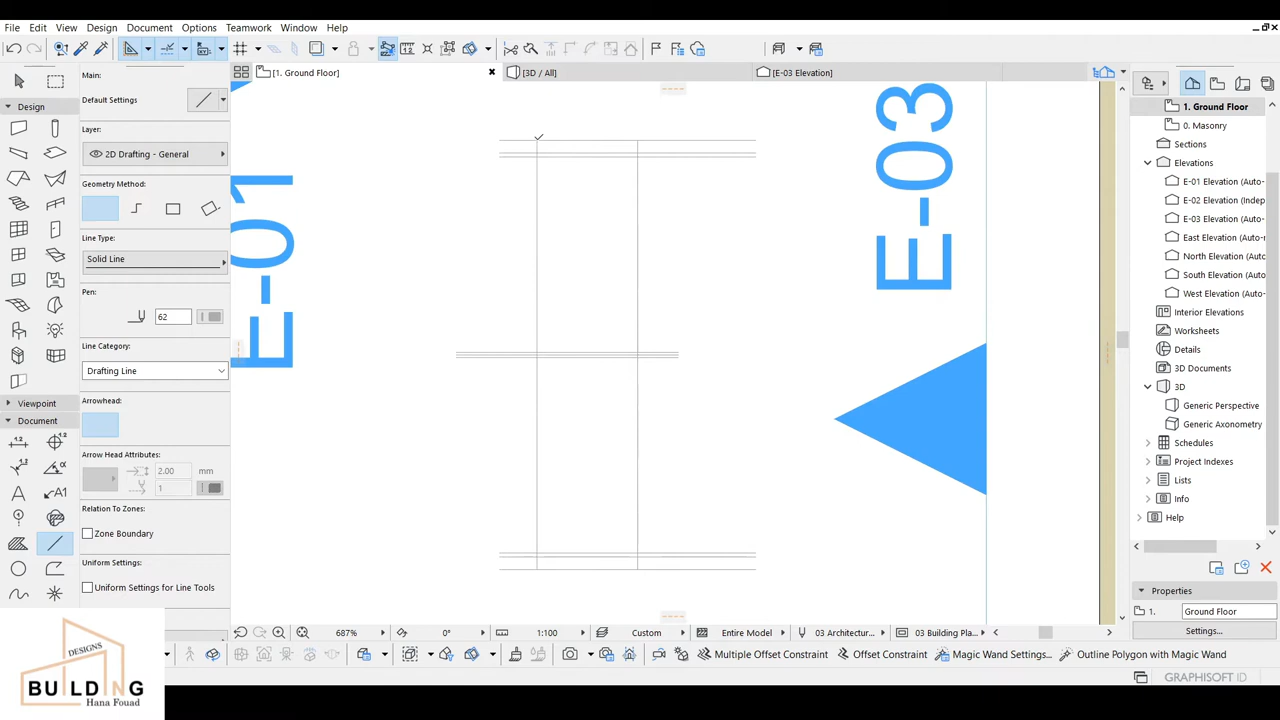 File Edit View Design Document Options Teamwork Window Help
[1. Ground Floor]
[3D / All]
[E-03 Elevation]
Main:
Default Settings
Layer:
2D Drafting - General
Geometry Method:
Line Type:
Solid Line
Pen:
62
Line Category:
Drafting Line
Arrowhead:
Arrow Head Attributes:
2.00 mm
1
Relation To Zones:
Zone Boundary
Uniform Settings:
Uniform Settings for Line Tools
Design
Viewpoint
Document
E-01
E-03
1. Ground Floor
0. Masonry
Sections
Elevations
E-01 Elevation (Auto-
E-02 Elevation (Indep
E-03 Elevation (Auto-
East Elevation (Auto-
North Elevation (Auto-
South Elevation (Auto-
West Elevation (Auto-
Interior Elevations
Worksheets
Details
3D Documents
3D
Generic Perspective
Generic Axonometry
Schedules
Project Indexes
Lists
Info
Help
Properties
1. Ground Floor
Settings...
687% 0° 1:100 Custom Entire Model 03 Architectur... 03 Building Pla...
Multiple Offset Constraint Offset Constraint Magic Wand Settings... Outline Polygon with Magic Wand
GRAPHISOFT ID
DESIGNS
BUILDING
Hana Fouad